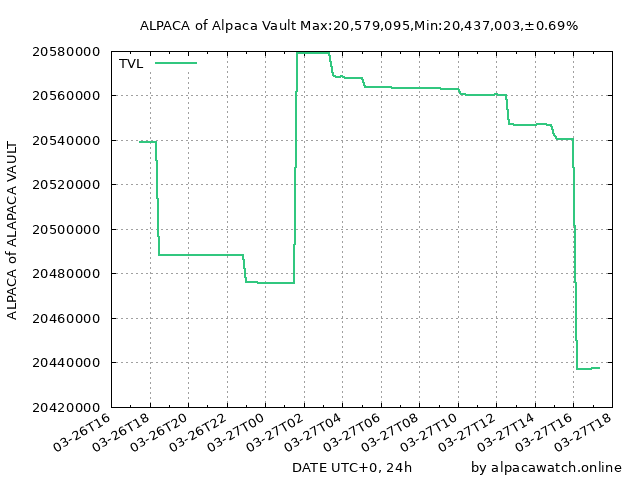 ALPACA of Alpaca Vault Max:20,579,095,Min:20,437,003,±0.69%
TVL
20580000
20560000
20540000
20520000
20500000
20480000
20460000
20440000
20420000
ALPACA of ALAPACA VAULT
03-26T16
03-26T18
03-26T20
03-26T22
03-27T00
03-27T02
03-27T04
03-27T06
03-27T08
03-27T10
03-27T12
03-27T14
03-27T16
03-27T18
DATE UTC+0, 24h
by alpacawatch.online